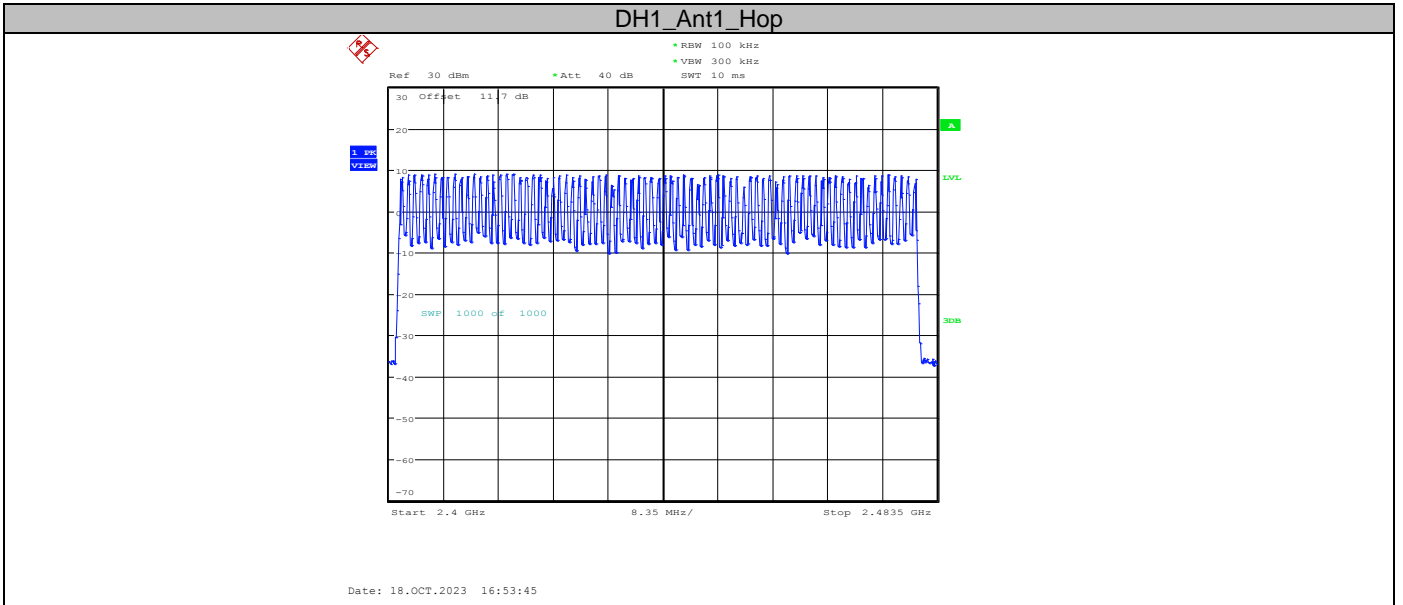 DH1_Ant1_Hop
R S
* RBW 100 kHz
* VBW 300 kHz
Ref 30 dBm * Att 40 dB SWT 10 ms
30 Offset 11.7 dB
A
20
1 PK
VIEW
10
LVL
0
-10
-20
SWP 1000 of 1000
3DB
-30
-40
-50
-60
-70
Start 2.4 GHz 8.35 MHz/ Stop 2.4835 GHz
Date: 18.OCT.2023 16:53:45